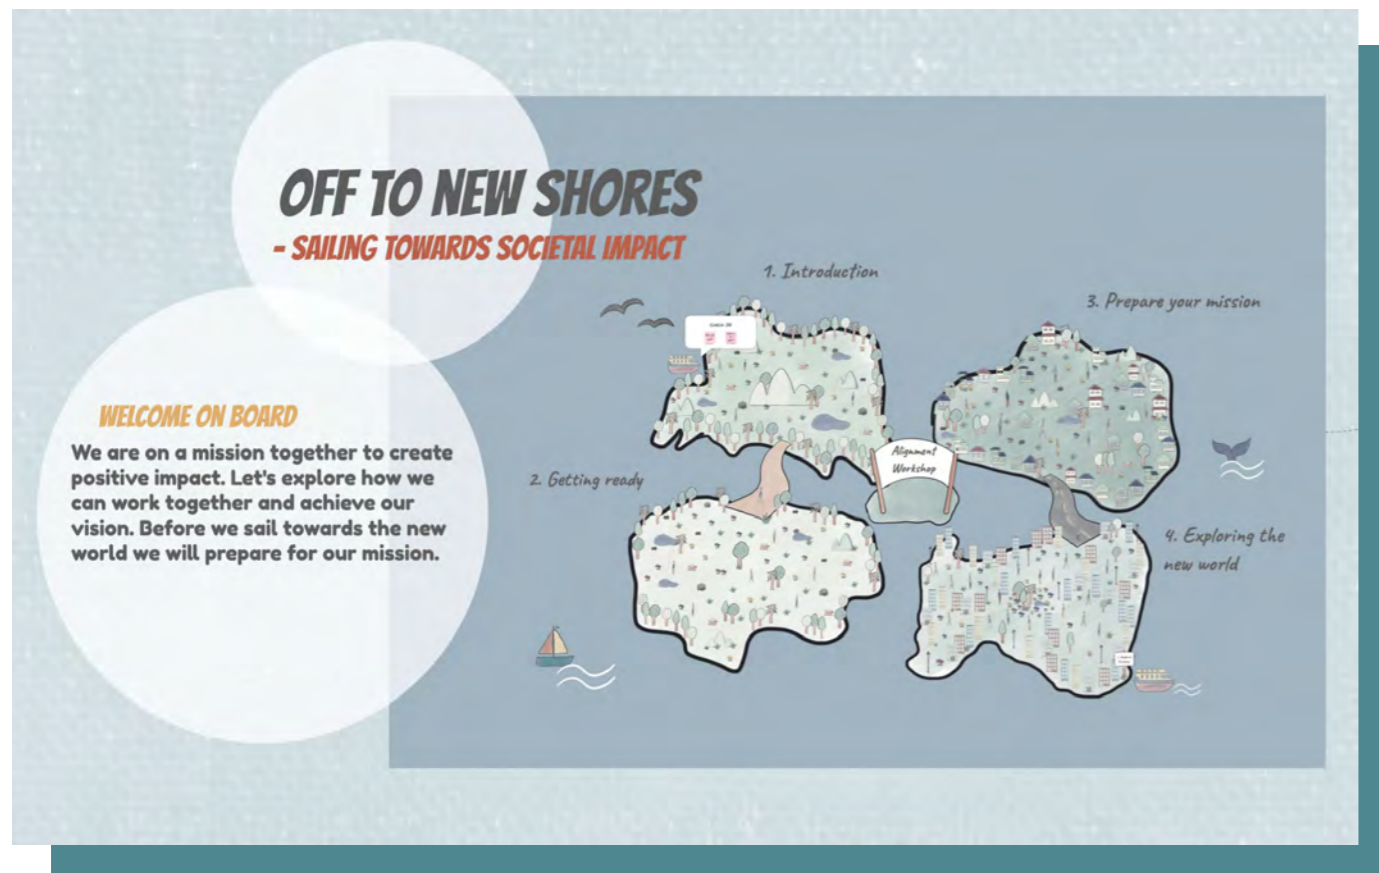 OFF TO NEW SHORES
- SAILING TOWARDS SOCIETAL IMPACT
WELCOME ON BOARD
We are on a mission together to create
positive impact. Let's explore how we
can work together and achieve our
vision. Before we sail towards the new
world we will prepare for our mission.
1. Introduction
2. Getting ready
Alignment
Workshop
3. Prepare your mission
4. Exploring the
new world